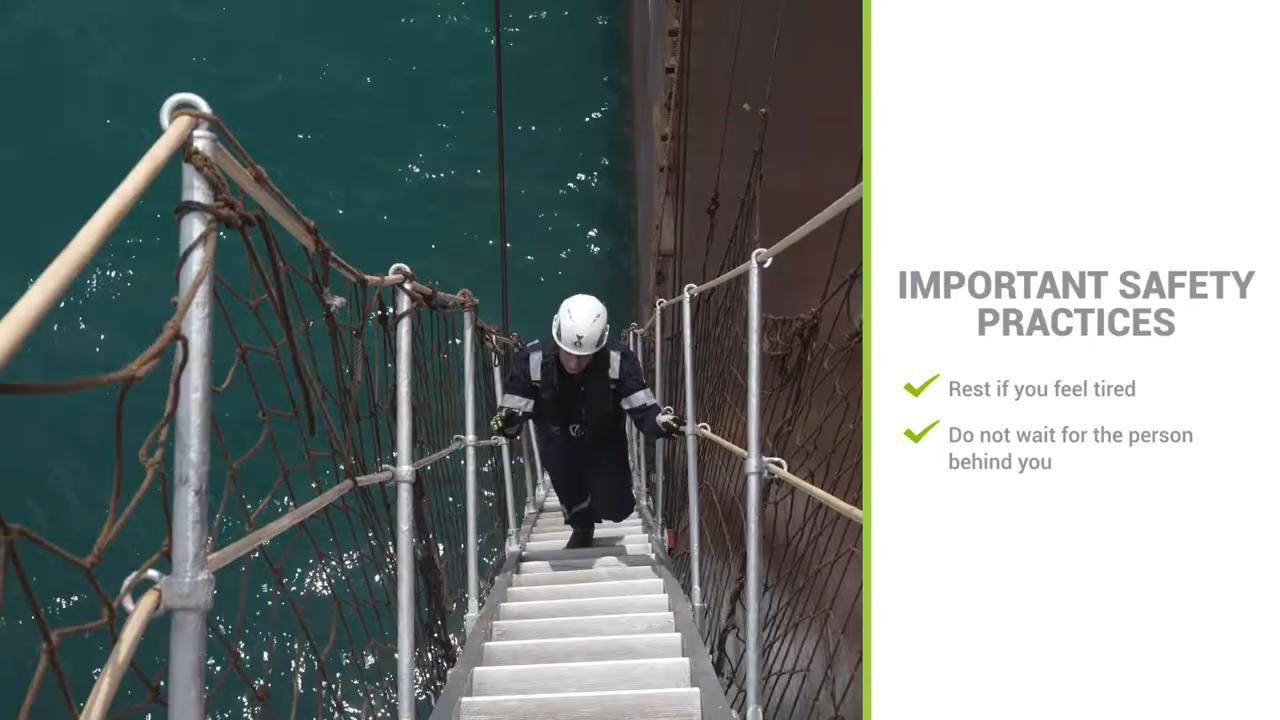 IMPORTANT SAFETY
PRACTICES
Rest if you feel tired
Do not wait for the person
behind you